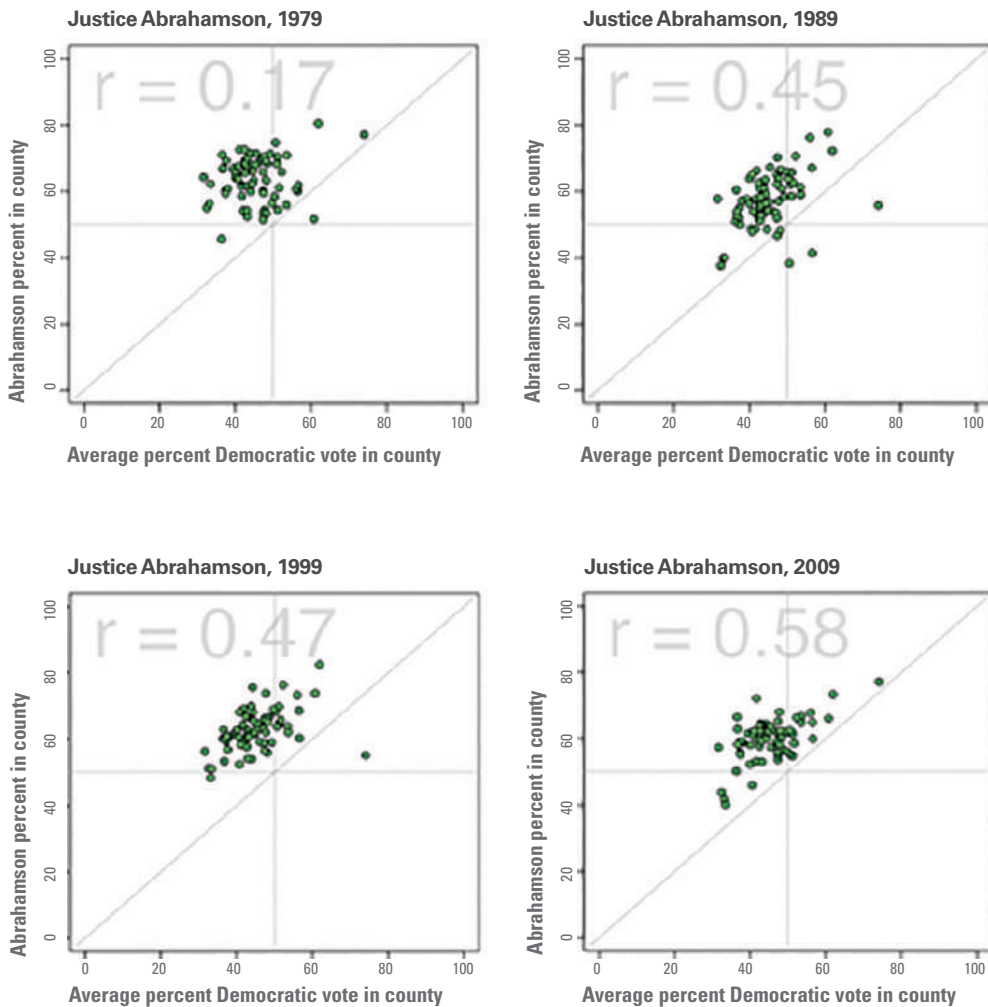 Justice Abrahamson, 1979
r = 0.17
Abrahamson percent in county
100
80
60
40
20
0
0 20 40 60 80 100
Average percent Democratic vote in county
Justice Abrahamson, 1989
r = 0.45
Abrahamson percent in county
100
80
60
40
20
0
0 20 40 60 80 100
Average percent Democratic vote in county
Justice Abrahamson, 1999
r = 0.47
Abrahamson percent in county
100
80
60
40
20
0
0 20 40 60 80 100
Average percent Democratic vote in county
Justice Abrahamson, 2009
r = 0.58
Abrahamson percent in county
100
80
60
40
20
0
0 20 40 60 80 100
Average percent Democratic vote in county